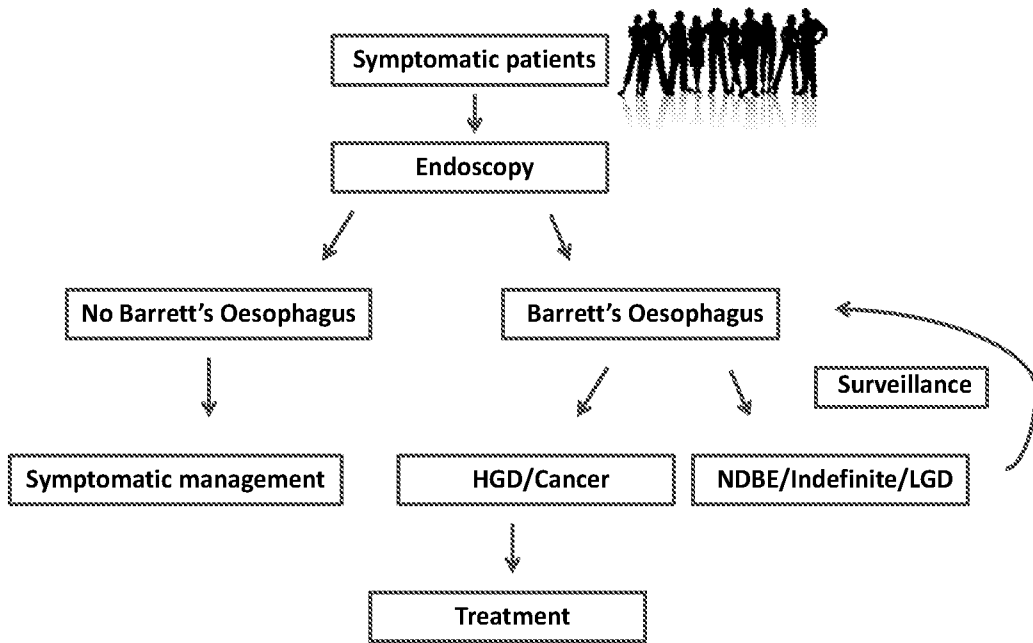 Symptomatic patients
Endoscopy
No Barrett’s Oesophagus
Barrett’s Oesophagus
Surveillance
Symptomatic management
HGD/Cancer
NDBE/Indefinite/LGD
Treatment